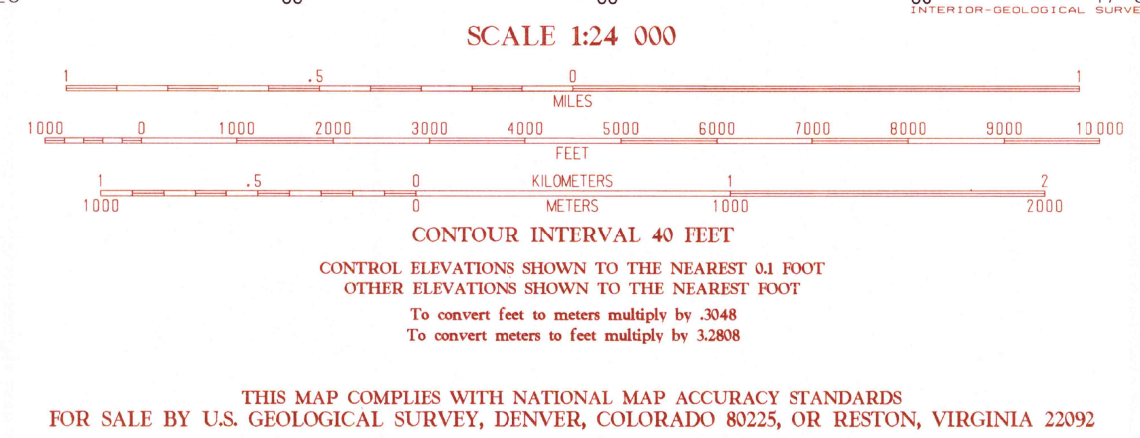 INTERIOR-GEOLOGICAL SURVE
SCALE 1:24 000
1 .5 0 1
MILES
1000 0 1000 2000 3000 4000 5000 6000 7000 8000 9000 10 000
FEET
1 .5 0 KILOMETERS 1 2
1000 0 METERS 1000 2000
CONTOUR INTERVAL 40 FEET
CONTROL ELEVATIONS SHOWN TO THE NEAREST 0.1 FOOT
OTHER ELEVATIONS SHOWN TO THE NEAREST FOOT
To convert feet to meters multiply by .3048
To convert meters to feet multiply by 3.2808
THIS MAP COMPLIES WITH NATIONAL MAP ACCURACY STANDARDS
FOR SALE BY U.S. GEOLOGICAL SURVEY, DENVER, COLORADO 80225, OR RESTON, VIRGINIA 22092